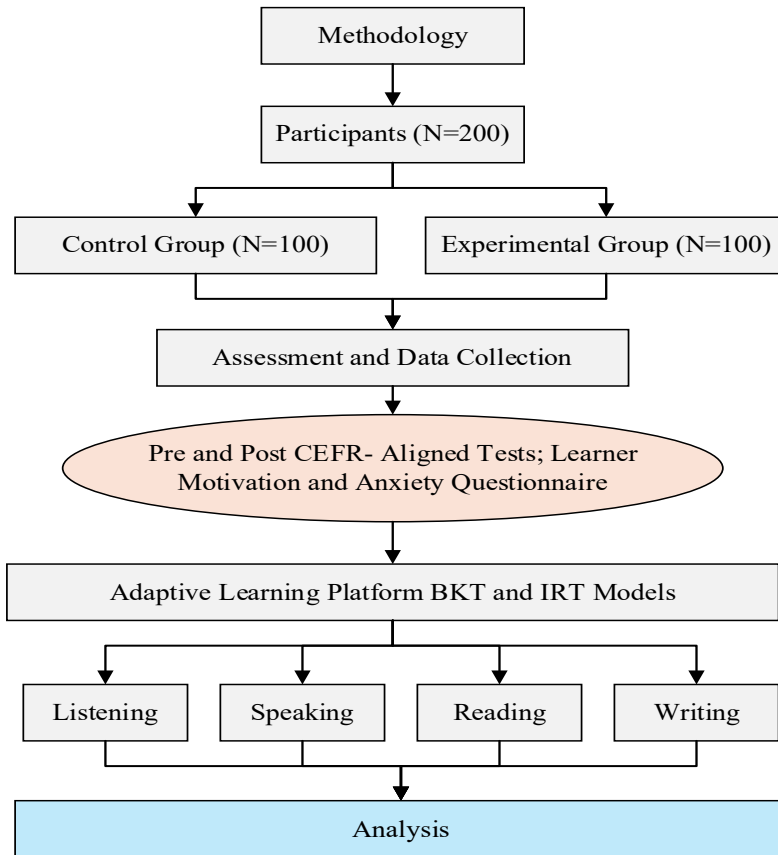 Methodology
Participants (N=200)
Control Group (N=100)
Experimental Group (N=100)
Assessment and Data Collection
Pre and Post CEFR- Aligned Tests; Learner
Motivation and Anxiety Questionnaire
Adaptive Learning Platform BKT and IRT Models
Listening
Speaking
Reading
Writing
Analysis